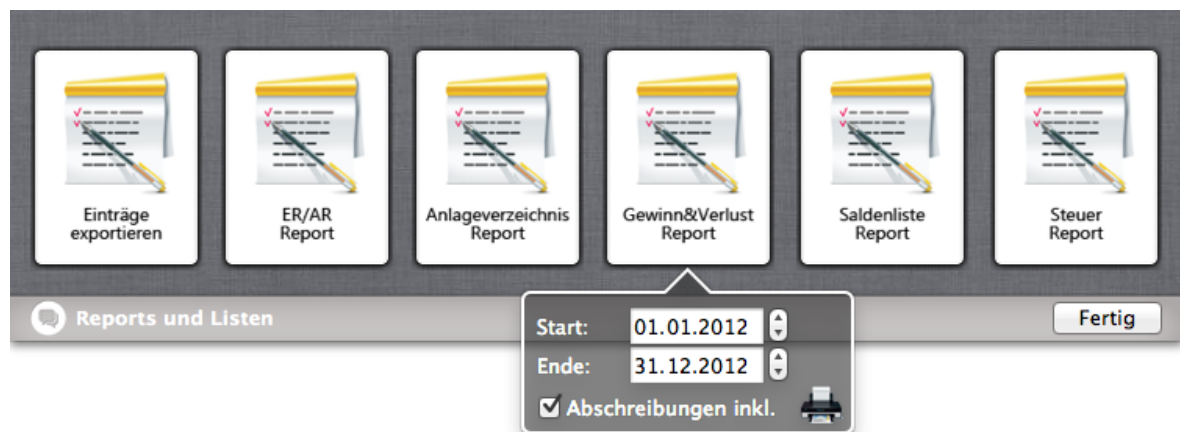 Einträge
exportieren
ER/AR
Report
Anlageverzeichnis
Report
Gewinn&Verlust
Report
Saldenliste
Report
Steuer
Report
Reports und Listen
Fertig
Start: 01.01.2012
Ende: 31.12.2012
Abschreibungen inkl.